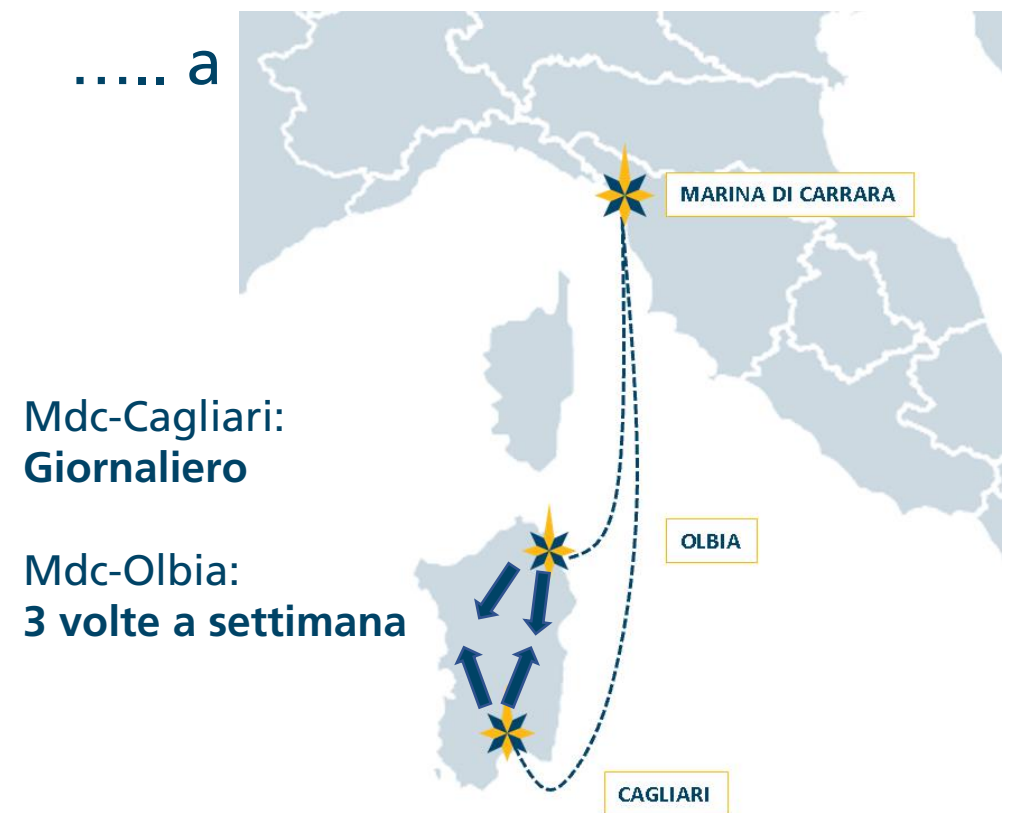 ..... a
MARINA DI CARRARA
Mdc-Cagliari:
Giornaliero
OLBIA
Mdc-Olbia:
3 volte a settimana
CAGLIARI